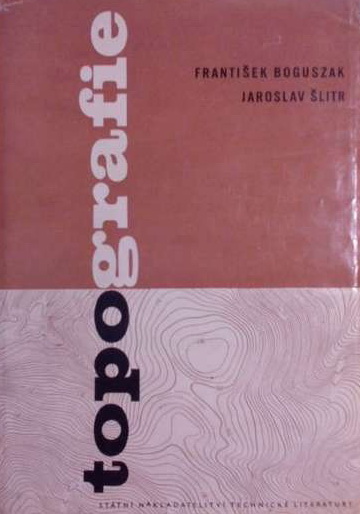 FRANTIŠEK BOGUSZAK
JAROSLAV ŠLITR
topografie
STÁTNÍ NAKLADATELSTVÍ TECHNICKÉ LITERATURY